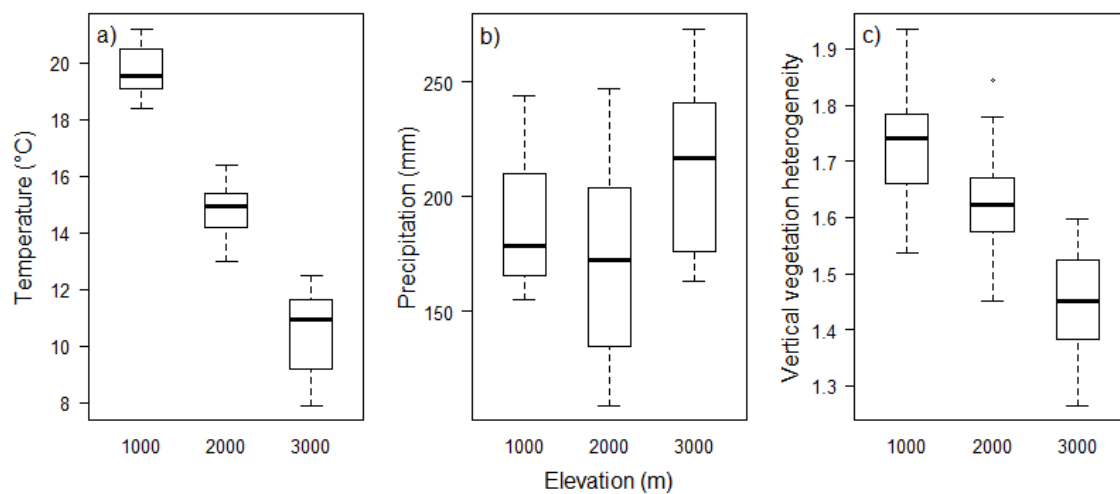 a)
Temperature (°C)
20
18
16
14
12
10
8
1000 2000 3000
b)
Precipitation (mm)
250
200
150
1000 2000 3000
Elevation (m)
c)
Vertical vegetation heterogeneity
1.9
1.8
1.7
1.6
1.5
1.4
1.3
1000 2000 3000